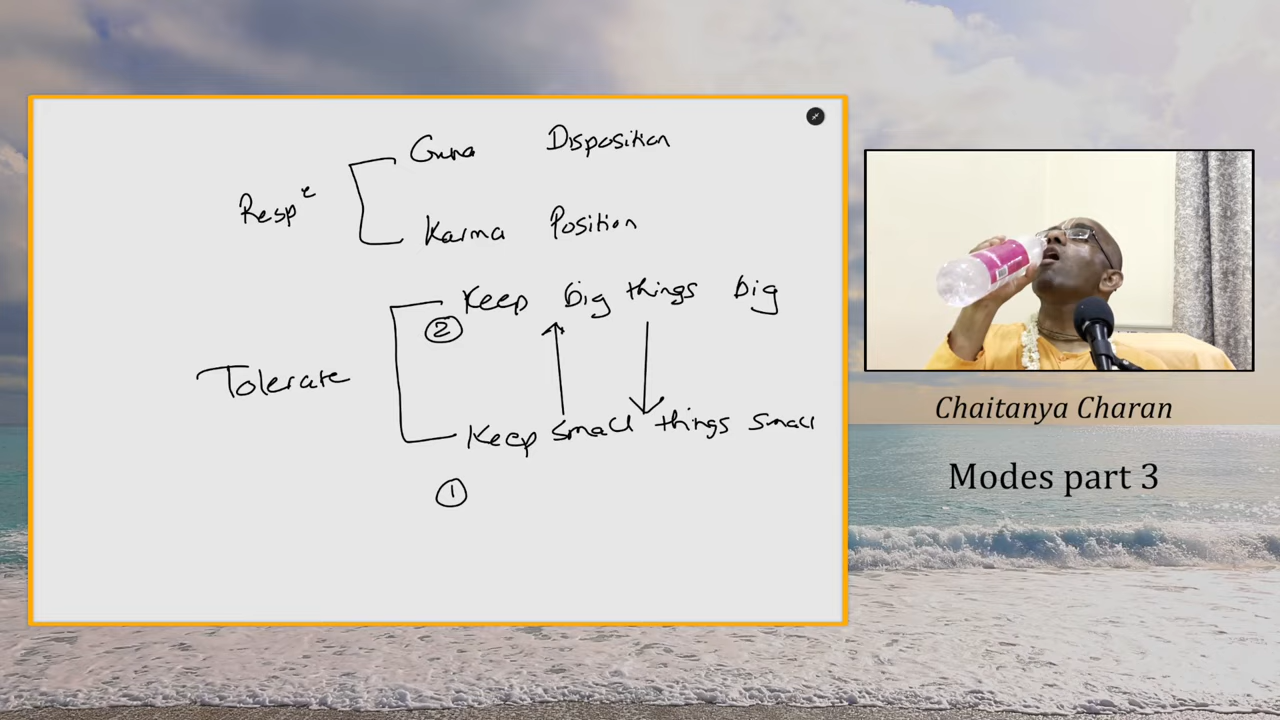 Guna Disposition
Resp^e
Karma Position
Keep big things big
②
Tolerate
Keep small things small
①
Chaitanya Charan
Modes part 3